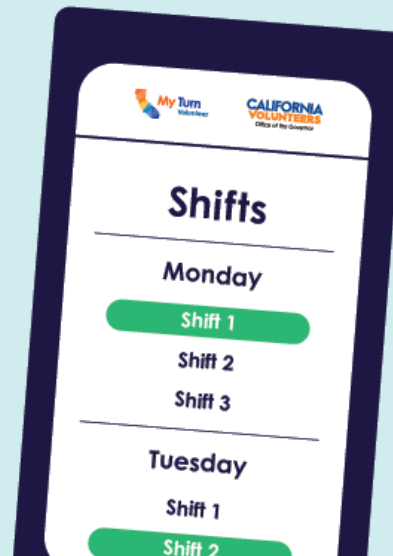 My Turn
Volunteer
CALIFORNIA
VOLUNTEERS
Office of the Governor
Shifts
Monday
Shift 1
Shift 2
Shift 3
Tuesday
Shift 1
Shift 2